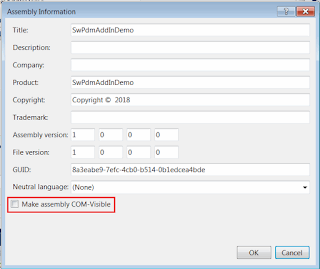 Assembly Information
Title: SwPdmAddInDemo
Description:
Company:
Product: SwPdmAddInDemo
Copyright: Copyright © 2018
Trademark:
Assembly version: 1 0 0 0
File version: 1 0 0 0
GUID: 8a3eabe9-7efc-4cb0-b514-0b1edcea4bde
Neutral language: (None)
Make assembly COM-Visible
OK Cancel